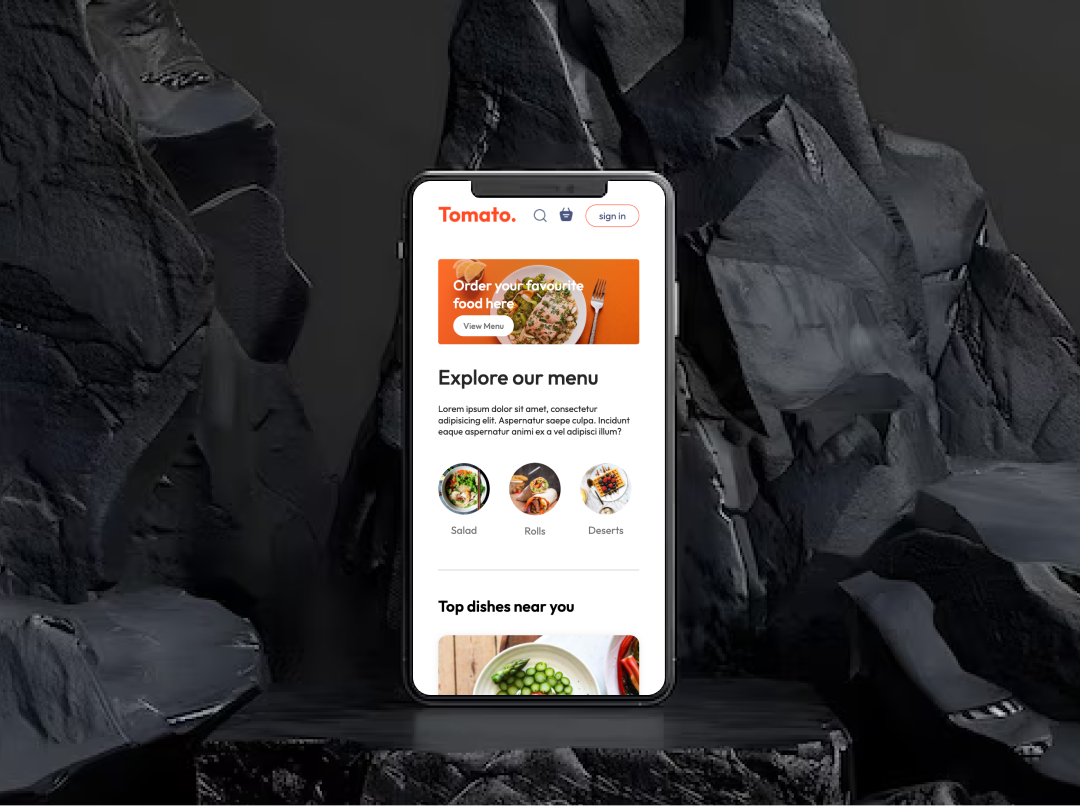 Tomato.
sign in
Order your favourite
food here
View Menu
Explore our menu
Lorem ipsum dolor sit amet, consectetur
adipisicing elit. Aspernatur saepe culpa. Incidunt
eaque aspernatur animi ex a vel adipisci illum?
Salad
Rolls
Deserts
Top dishes near you